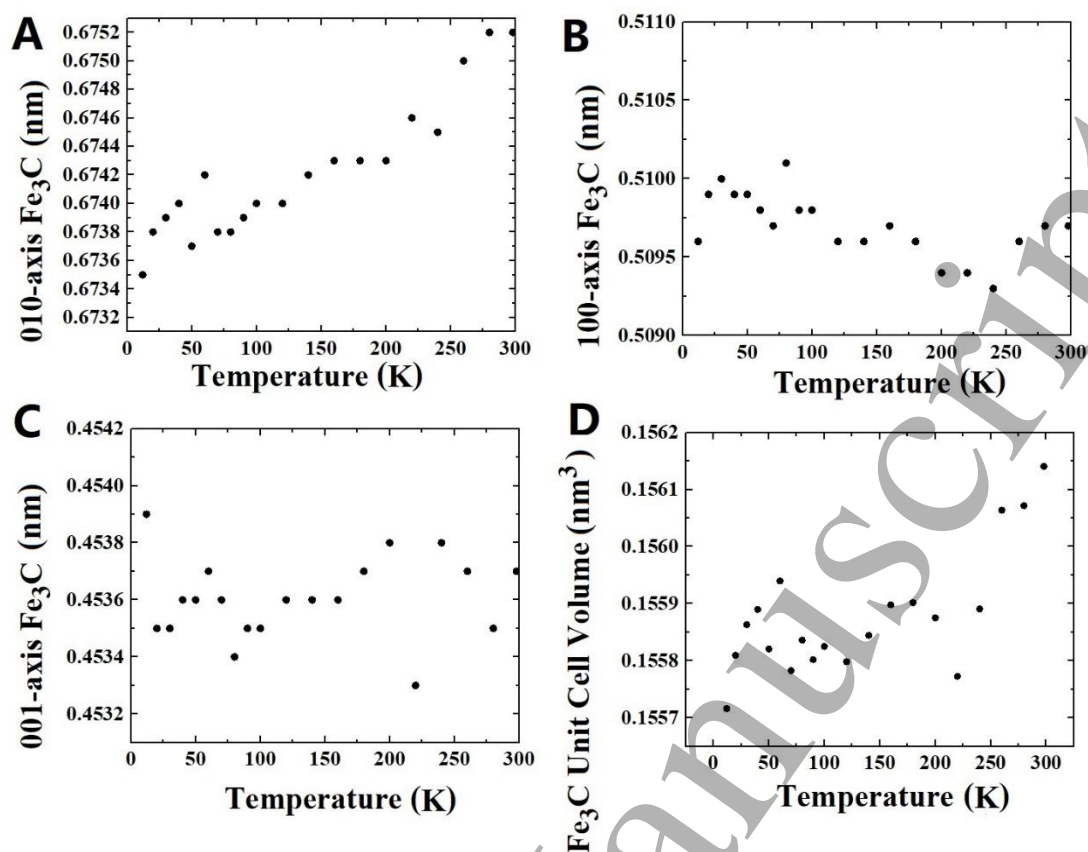 A
010-axis Fe₃C (nm)
0.6752
0.6750
0.6748
0.6746
0.6744
0.6742
0.6740
0.6738
0.6736
0.6734
0.6732
0 50 100 150 200 250 300
Temperature (K)
B
100-axis Fe₃C (nm)
0.5110
0.5105
0.5100
0.5095
0.5090
0 50 100 150 200 250 300
Temperature (K)
C
001-axis Fe₃C (nm)
0.4542
0.4540
0.4538
0.4536
0.4534
0.4532
0 50 100 150 200 250 300
Temperature (K)
D
Fe₃C Unit Cell Volume (nm³)
0.1562
0.1561
0.1560
0.1559
0.1558
0.1557
0 50 100 150 200 250 300
Temperature (K)